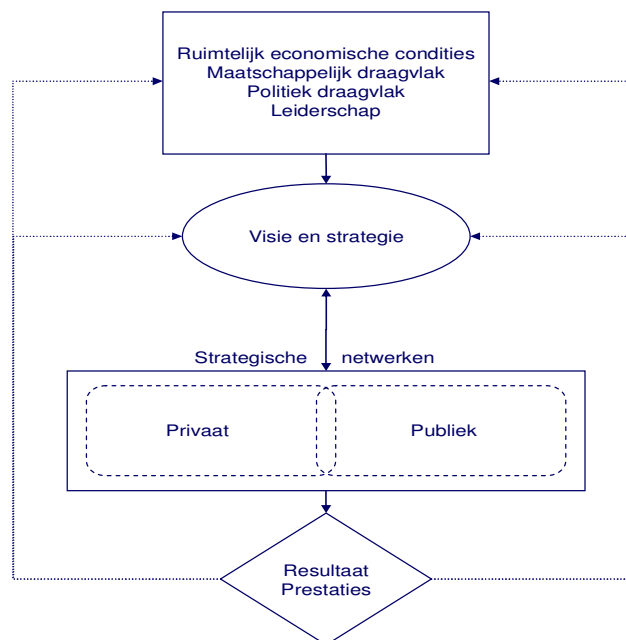 Ruimtelijk economische condities
Maatschappelijk draagvlak
Politiek draagvlak
Leiderschap
Visie en strategie
Strategische netwerken
Privaat
Publiek
Resultaat
Prestaties